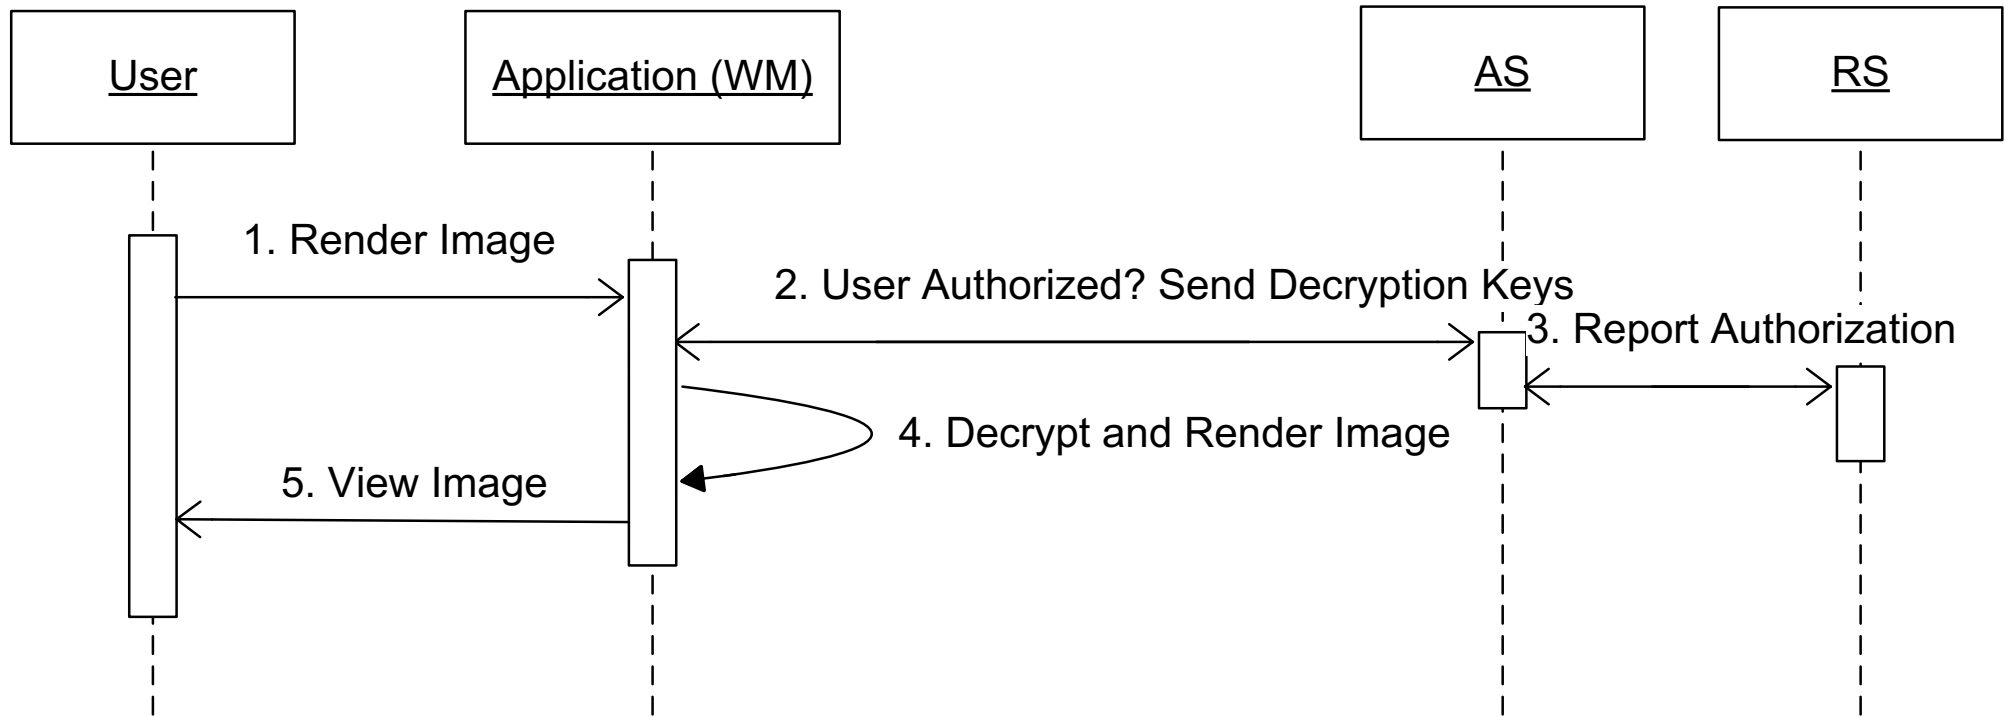 User
Application (WM)
AS
RS
1. Render Image
2. User Authorized? Send Decryption Keys
3. Report Authorization
4. Decrypt and Render Image
5. View Image